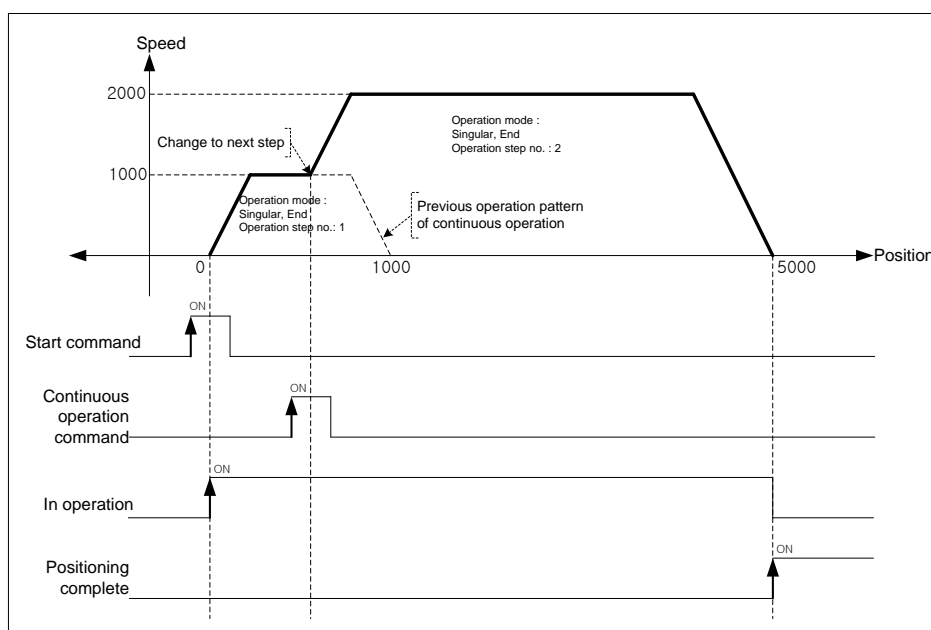 Speed
2000
Operation mode :
Singular, End
Operation step no. : 2
Change to next step
1000
Operation mode :
Singular, End
Operation step no.: 1
Previous operation pattern
of continuous operation
Position
0
1000
5000
ON
Start command
ON
Continuous
operation
command
ON
In operation
ON
Positioning
complete